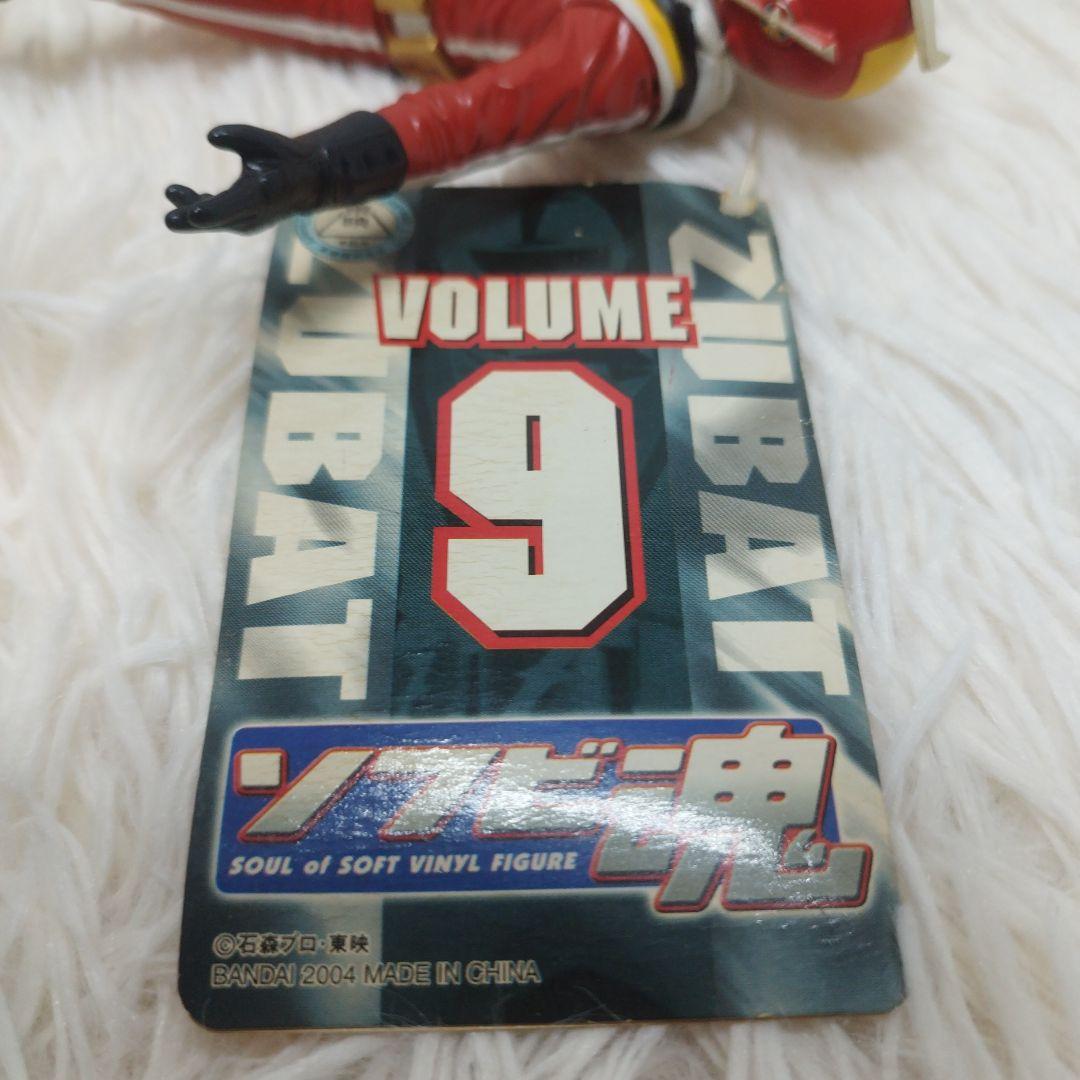 VOLUME
9
ZUBAT
ZUBAT
ソフビ魂
SOUL of SOFT VINYL FIGURE
©石森プロ・東映
BANDAI 2004 MADE IN CHINA